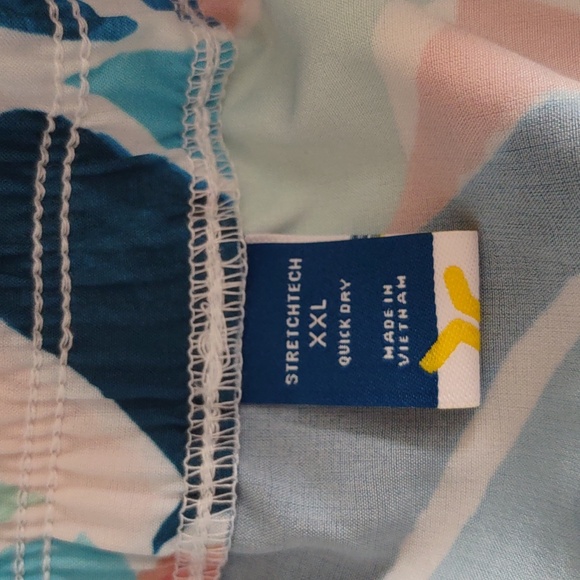 STRETCHTECH
XXL
QUICK DRY
MADE IN
VIETNAM